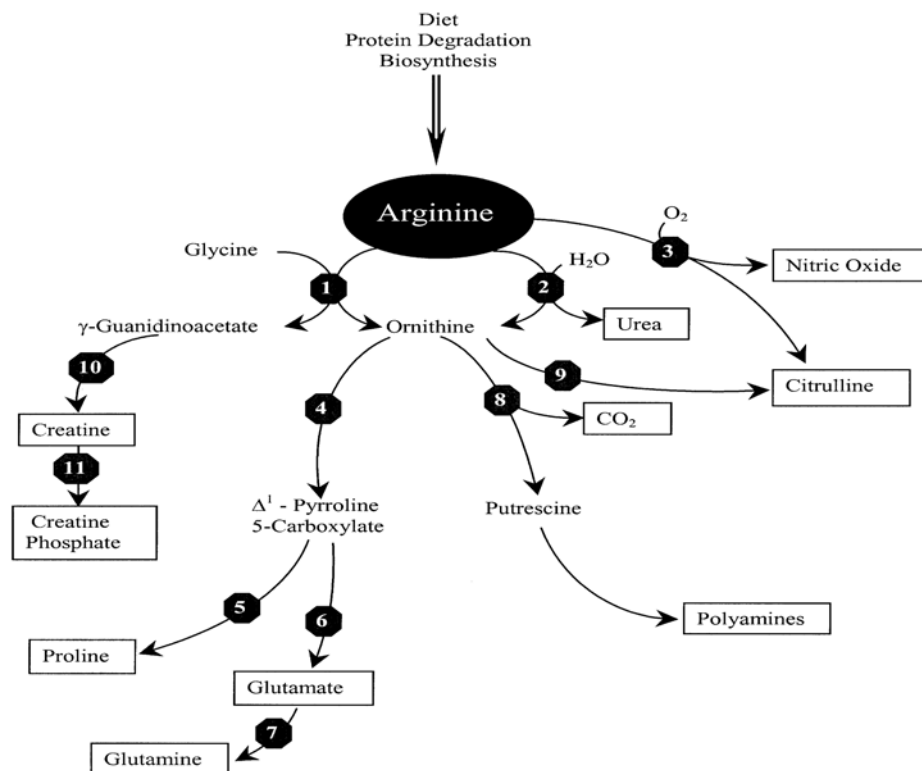 Diet
Protein Degradation
Biosynthesis
Arginine
O₂
3
Nitric Oxide
Glycine
1
2
H₂O
γ-Guanidinoacetate
Ornithine
Urea
10
9
Citrulline
4
8
CO₂
Creatine
11
Creatine
Phosphate
Δ¹ - Pyrroline
5-Carboxylate
Putrescine
5
6
Polyamines
Proline
Glutamate
7
Glutamine